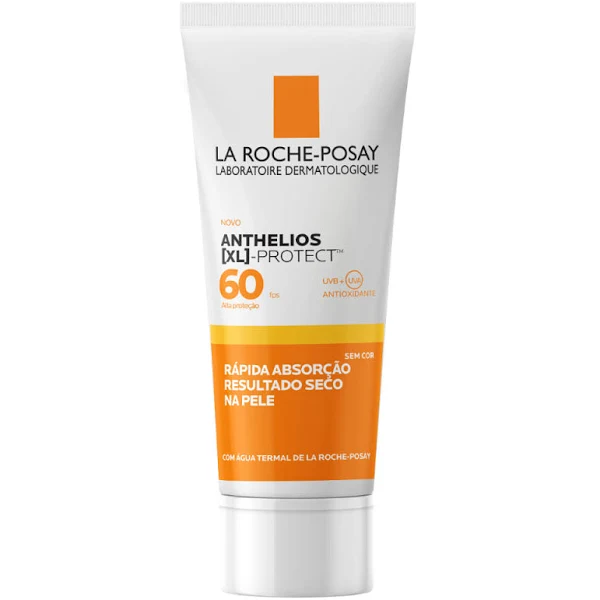 LA ROCHE-POSAY
LABORATOIRE DERMATOLOGIQUE
NOVO
ANTHELIOS
[XL]-PROTECT™
60 fps
Alta proteção
UVB + UVA
ANTIOXIDANTE
SEM COR
RÁPIDA ABSORÇÃO
RESULTADO SECO
NA PELE
COM ÁGUA TERMAL DE LA ROCHE-POSAY